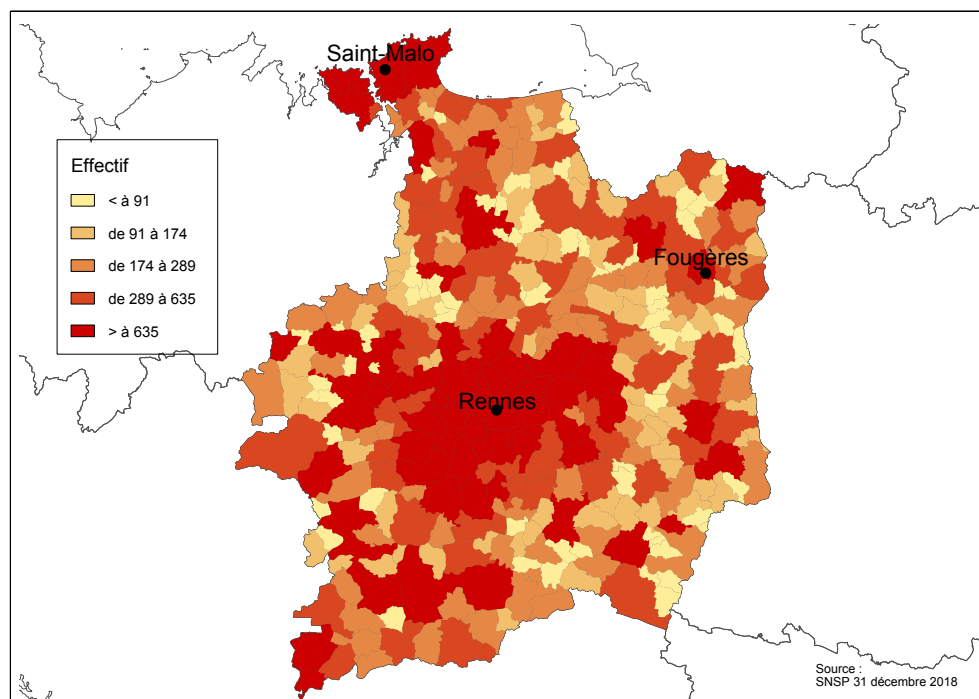 Saint-Malo
Effectif
< à 91
de 91 à 174
de 174 à 289
de 289 à 635
> à 635
Fougères
Rennes
Source :
SNSP 31 décembre 2018